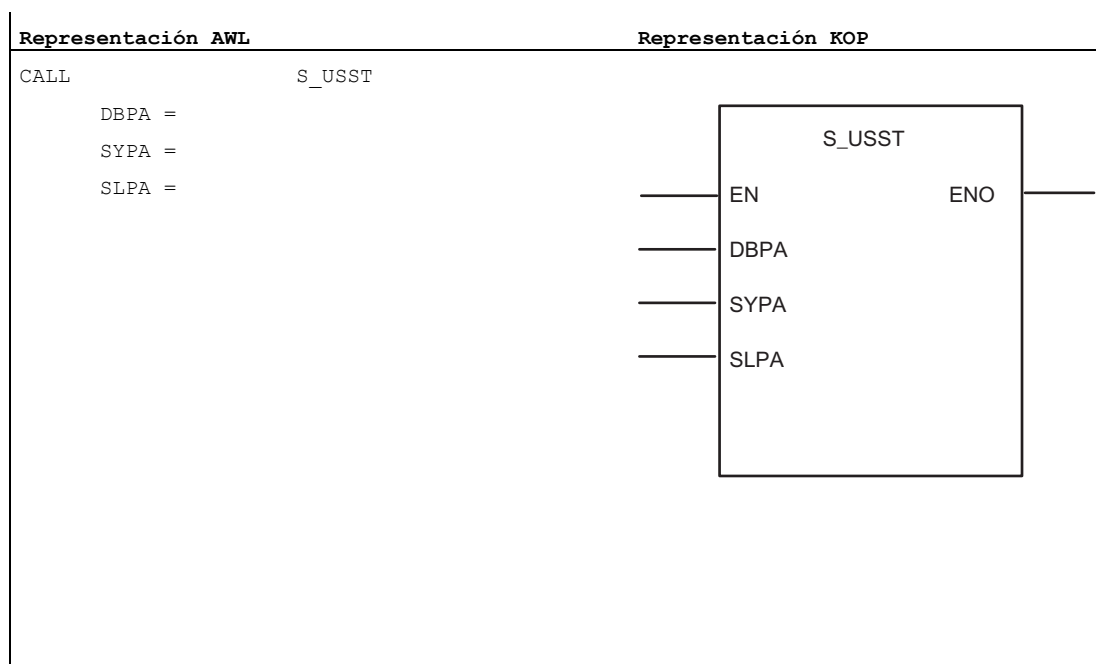 Representación AWL
Representación KOP
CALL S_USST
DBPA =
SYPA =
SLPA =
S_USST
EN ENO
DBPA
SYPA
SLPA